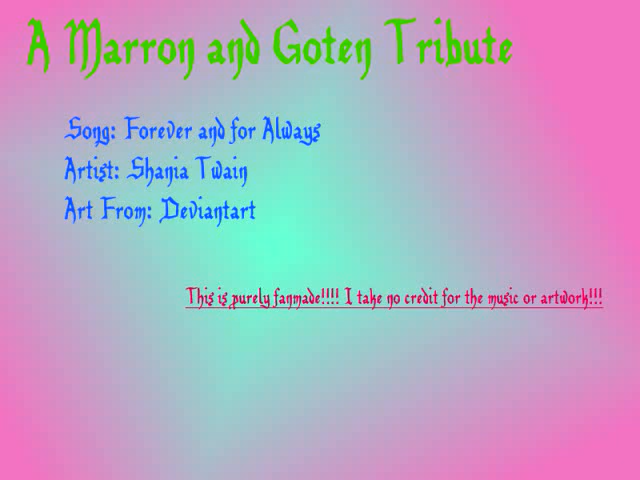 A Marron and Goten Tribute
Song: Forever and for Always
Artist: Shania Twain
Art From: Deviantart
This is purely fanmade!!!! I take no credit for the music or artwork!!!